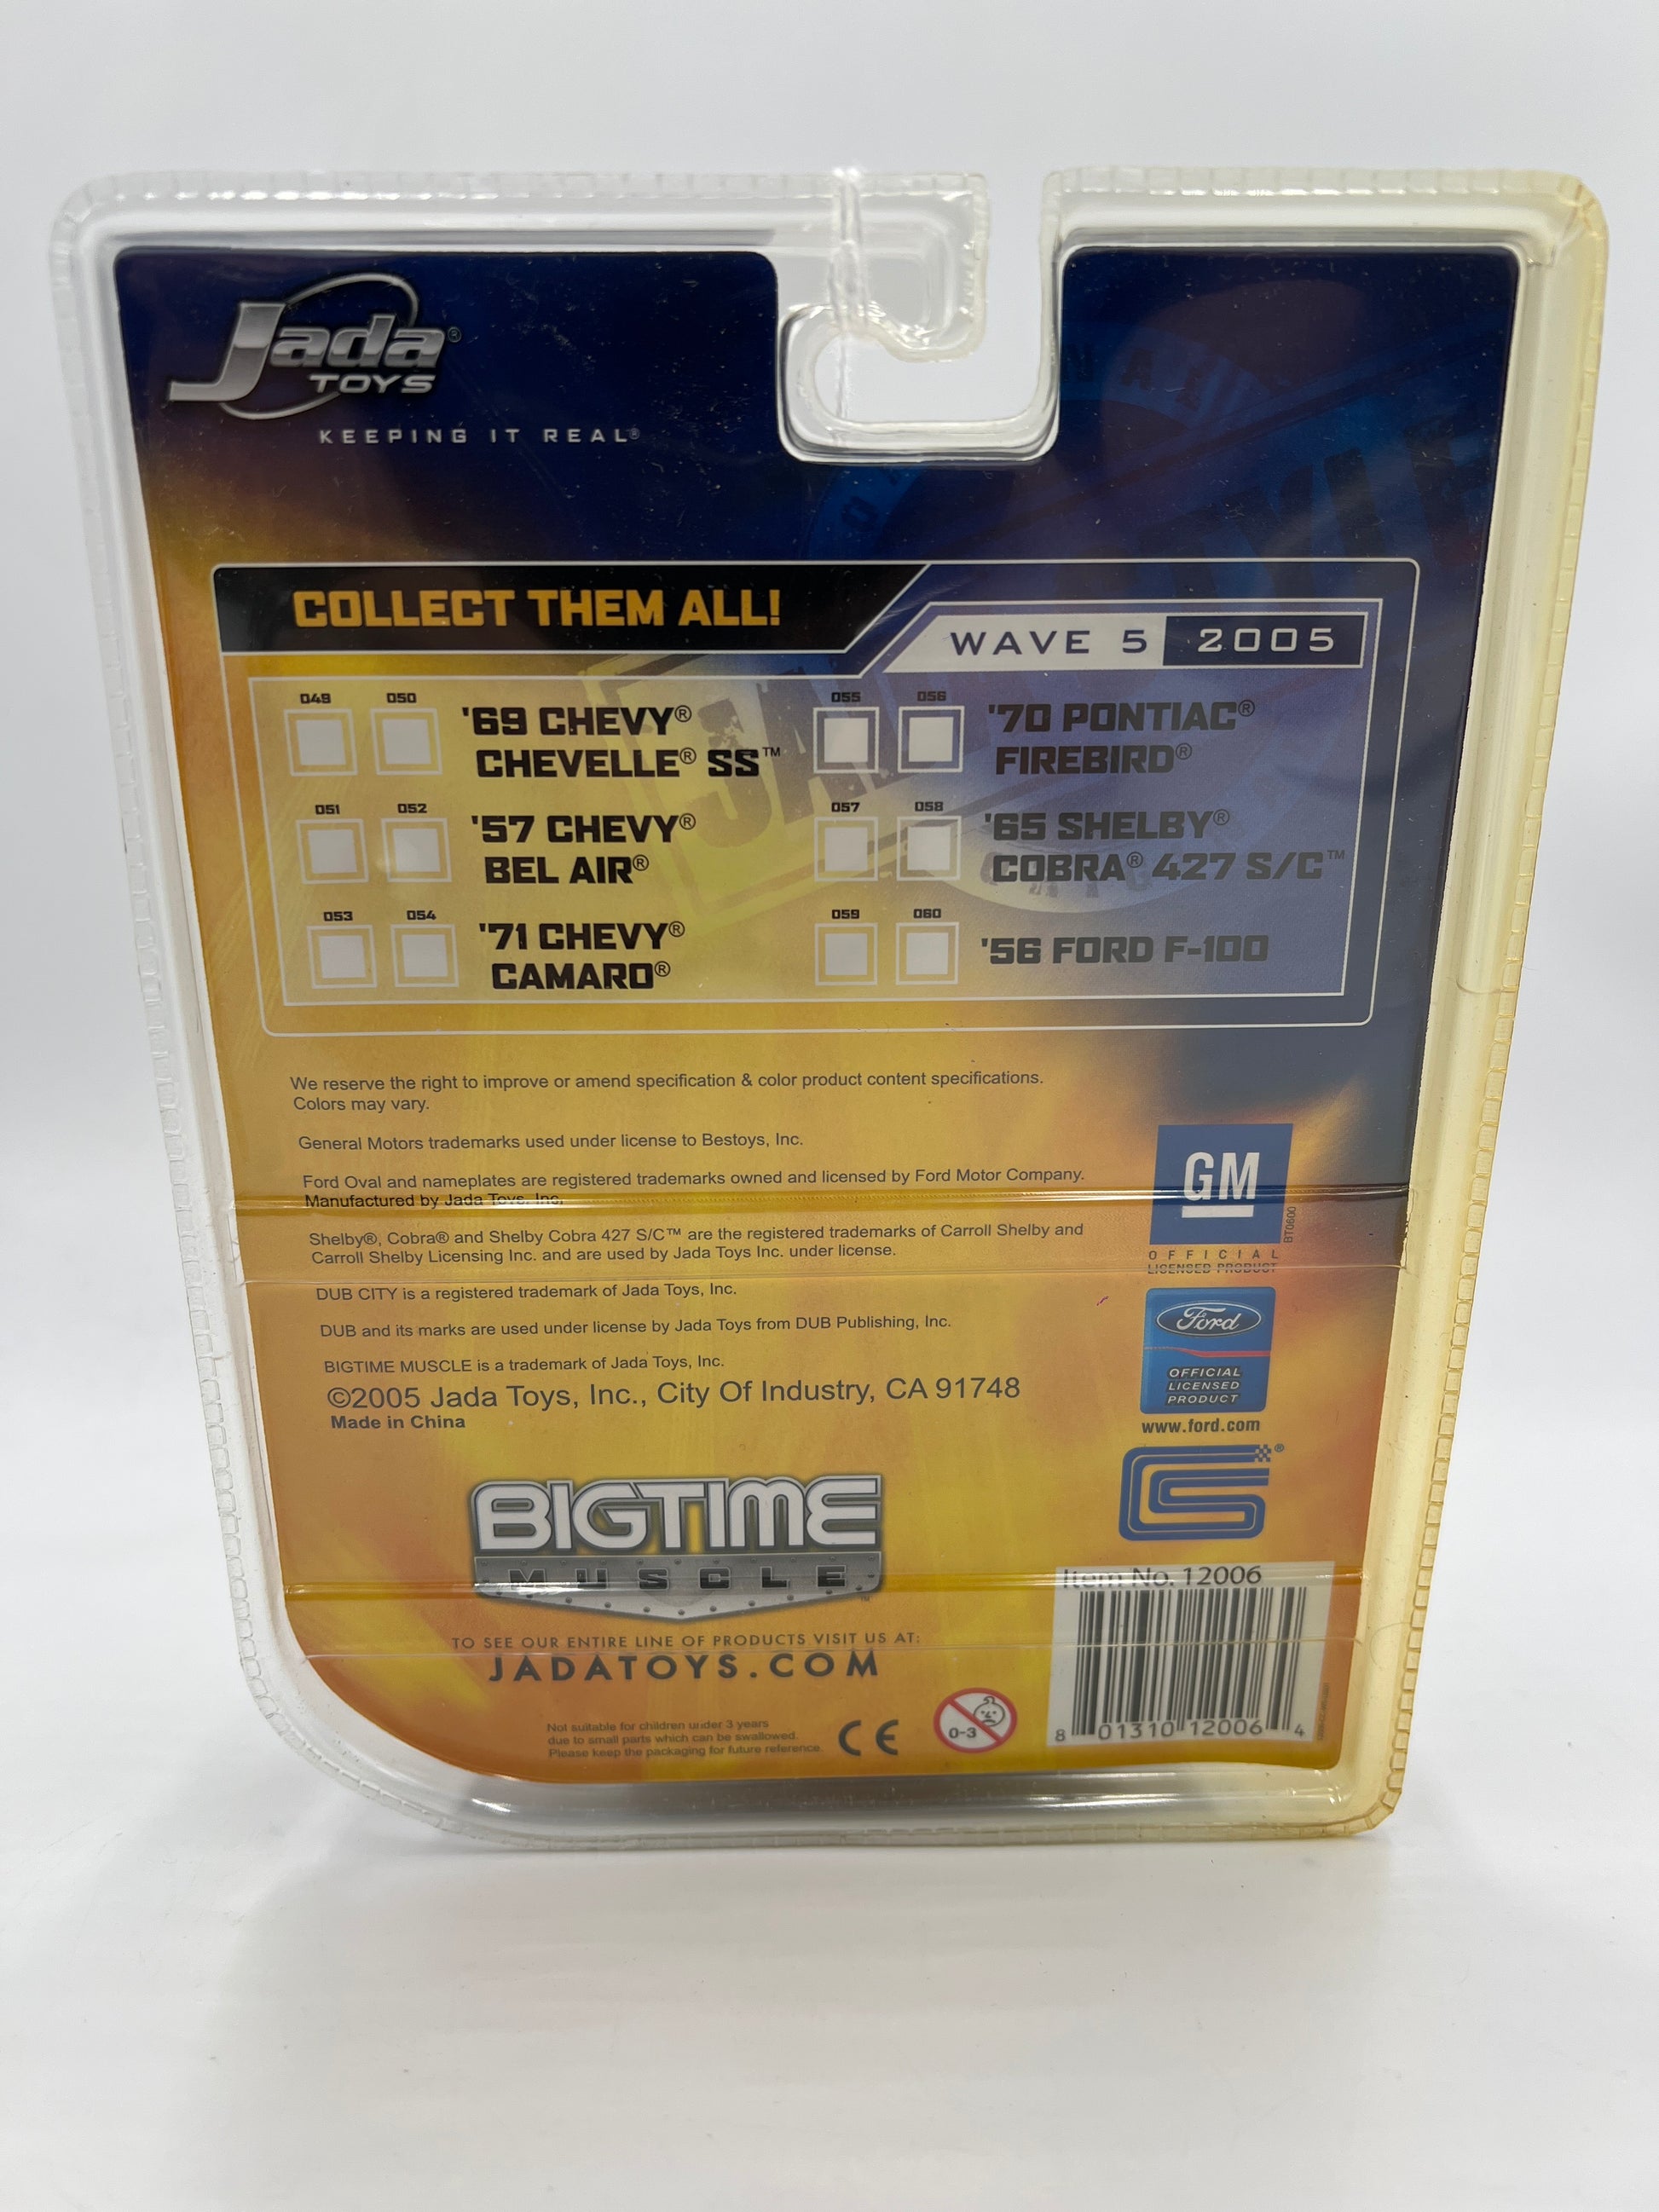 Jada®
TOYS
KEEPING IT REAL®
COLLECT THEM ALL!
WAVE 5 2005
049 050
'69 CHEVY®
CHEVELLE® SS™
051 052
'57 CHEVY®
BEL AIR®
053 054
'71 CHEVY®
CAMARO®
055 056
'70 PONTIAC®
FIREBIRD®
057 058
'65 SHELBY®
COBRA® 427 S/C™
059 060
'56 FORD F-100
We reserve the right to improve or amend specification & color product content specifications.
Colors may vary.
General Motors trademarks used under license to Bestoys, Inc.
Ford Oval and nameplates are registered trademarks owned and licensed by Ford Motor Company.
Manufactured by Jada Toys, Inc.
Shelby®, Cobra® and Shelby Cobra 427 S/C™ are the registered trademarks of Carroll Shelby and
Carroll Shelby Licensing Inc. and are used by Jada Toys Inc. under license.
DUB CITY is a registered trademark of Jada Toys, Inc.
DUB and its marks are used under license by Jada Toys from DUB Publishing, Inc.
BIGTIME MUSCLE is a trademark of Jada Toys, Inc.
©2005 Jada Toys, Inc., City Of Industry, CA 91748
Made in China
GM
BT0600
OFFICIAL
LICENSED PRODUCT
Ford
OFFICIAL
LICENSED
PRODUCT
www.ford.com
CS®
BIGTIME
MUSCLE™
TO SEE OUR ENTIRE LINE OF PRODUCTS VISIT US AT:
JADATOYS.COM
Not suitable for children under 3 years
due to small parts which can be swallowed.
Please keep the packaging for future reference.
CE
0-3
Item No. 12006
8 01310 12006 4